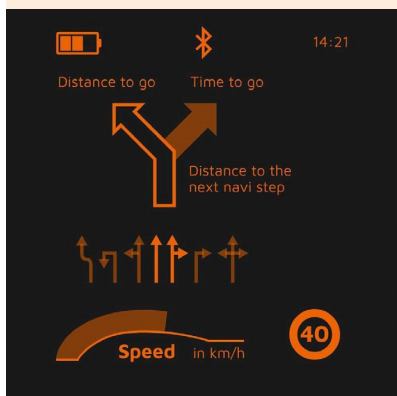 14:21
Distance to go
Time to go
Distance to the
next navi step
Speed in km/h
40